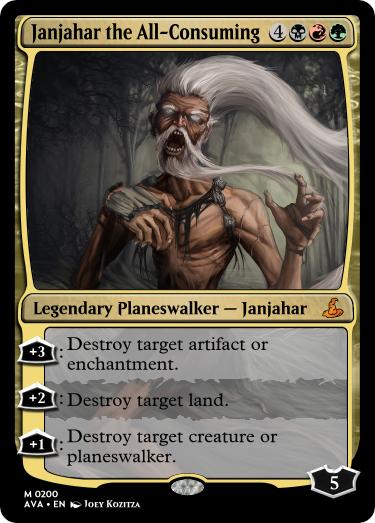 Janjahar the All-Consuming 4
Legendary Planeswalker — Janjahar
+3: Destroy target artifact or
enchantment.
+2: Destroy target land.
+1: Destroy target creature or
planeswalker.
5
M 0200
AVA • EN Joey Kozitza